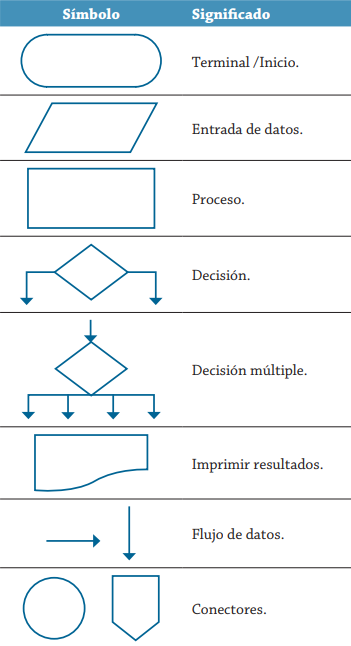 Símbolo Significado
Terminal /Inicio.
Entrada de datos.
Proceso.
Decisión.
Decisión múltiple.
Imprimir resultados.
Flujo de datos.
Conectores.